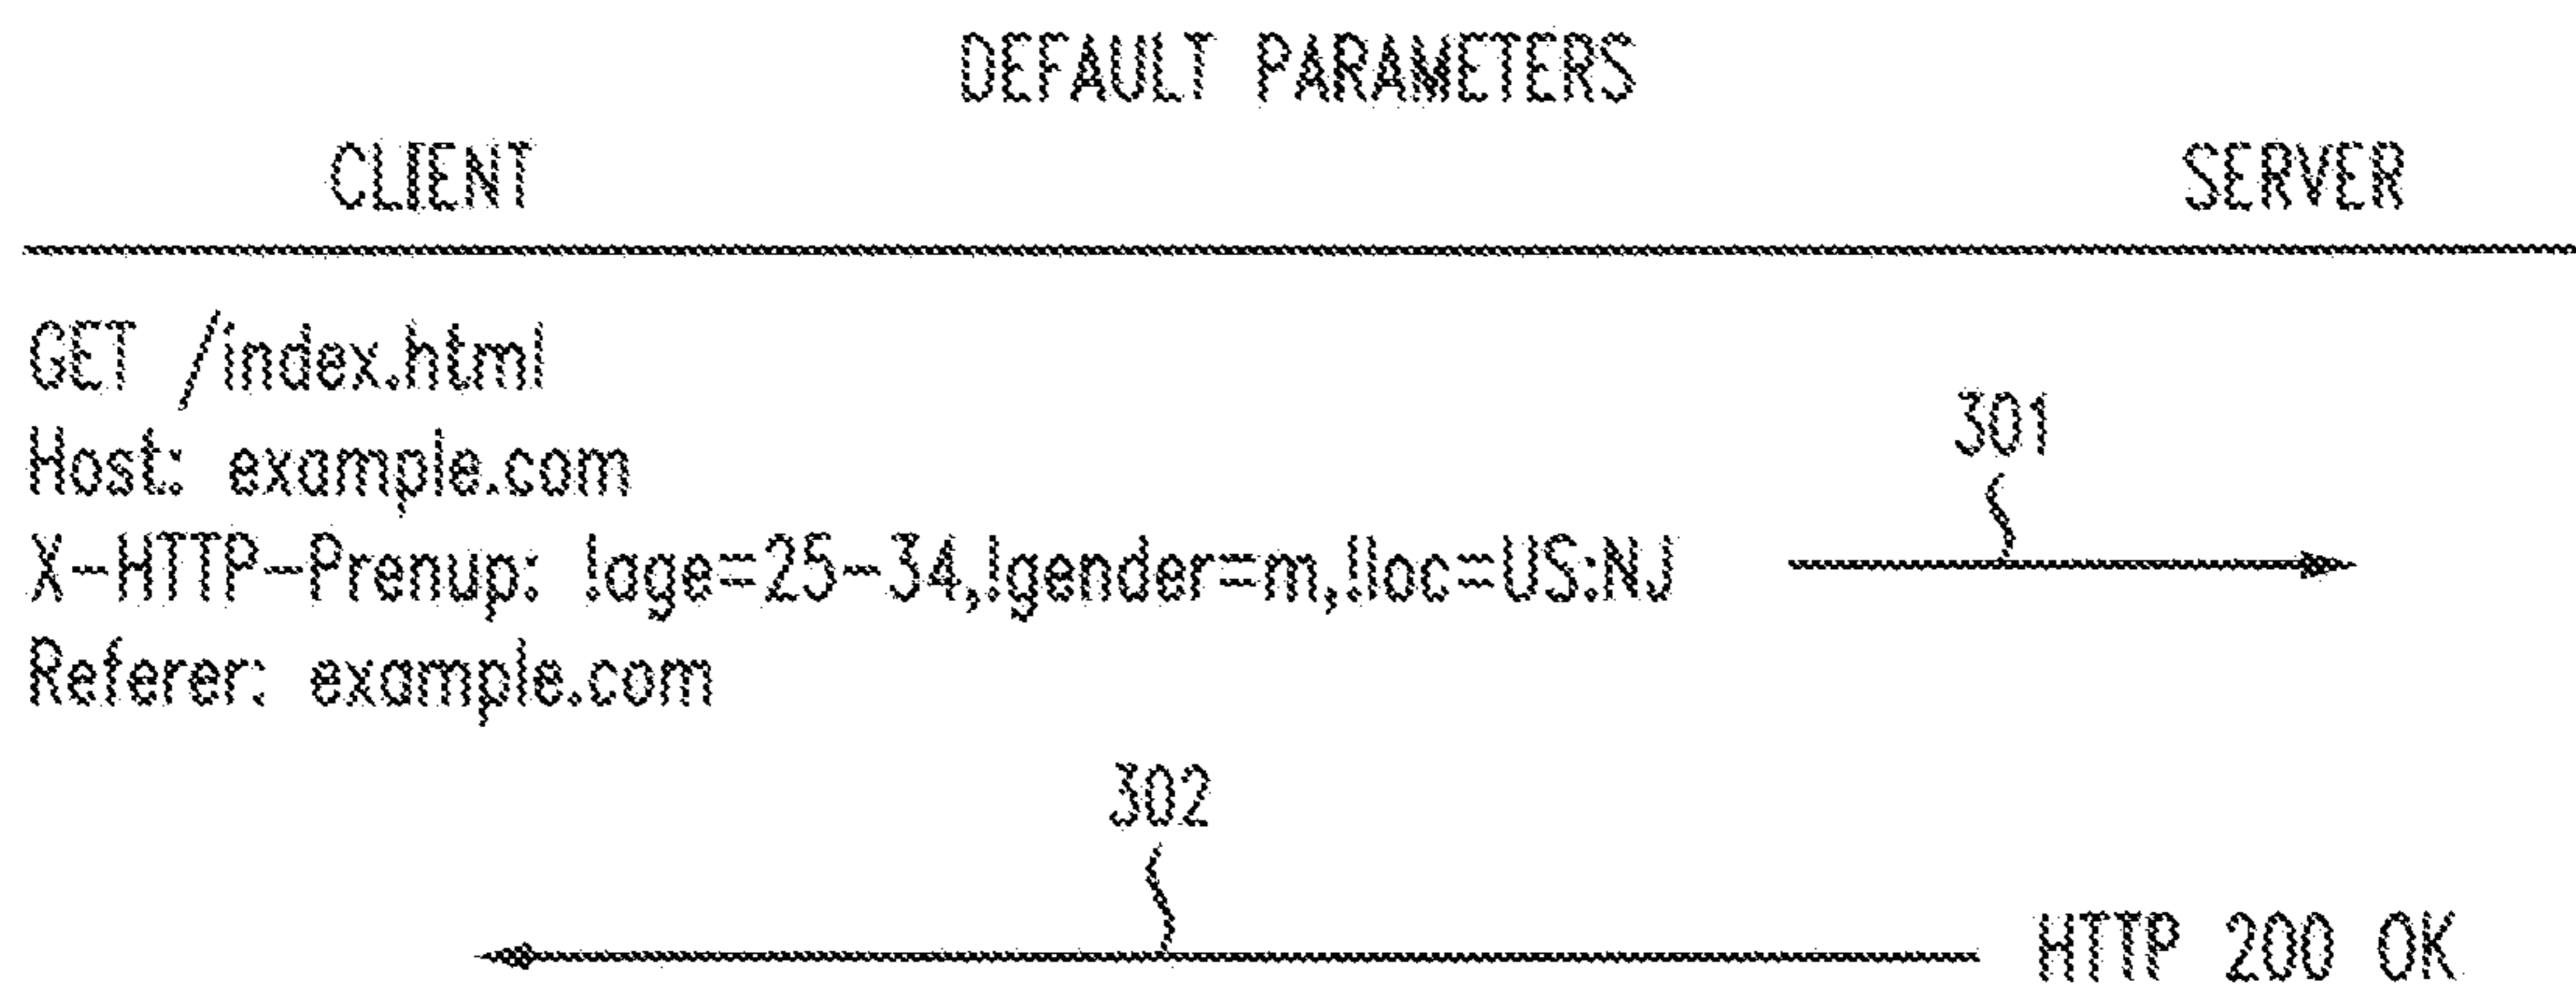 DEFAULT PARAMETERS
CLIENT SERVER
GET /index.html
Host: example.com
301
X-HTTP-Prenup: !age=25-34,!gender=m,!loc=US:NJ
Referer: example.com
302
HTTP 200 OK